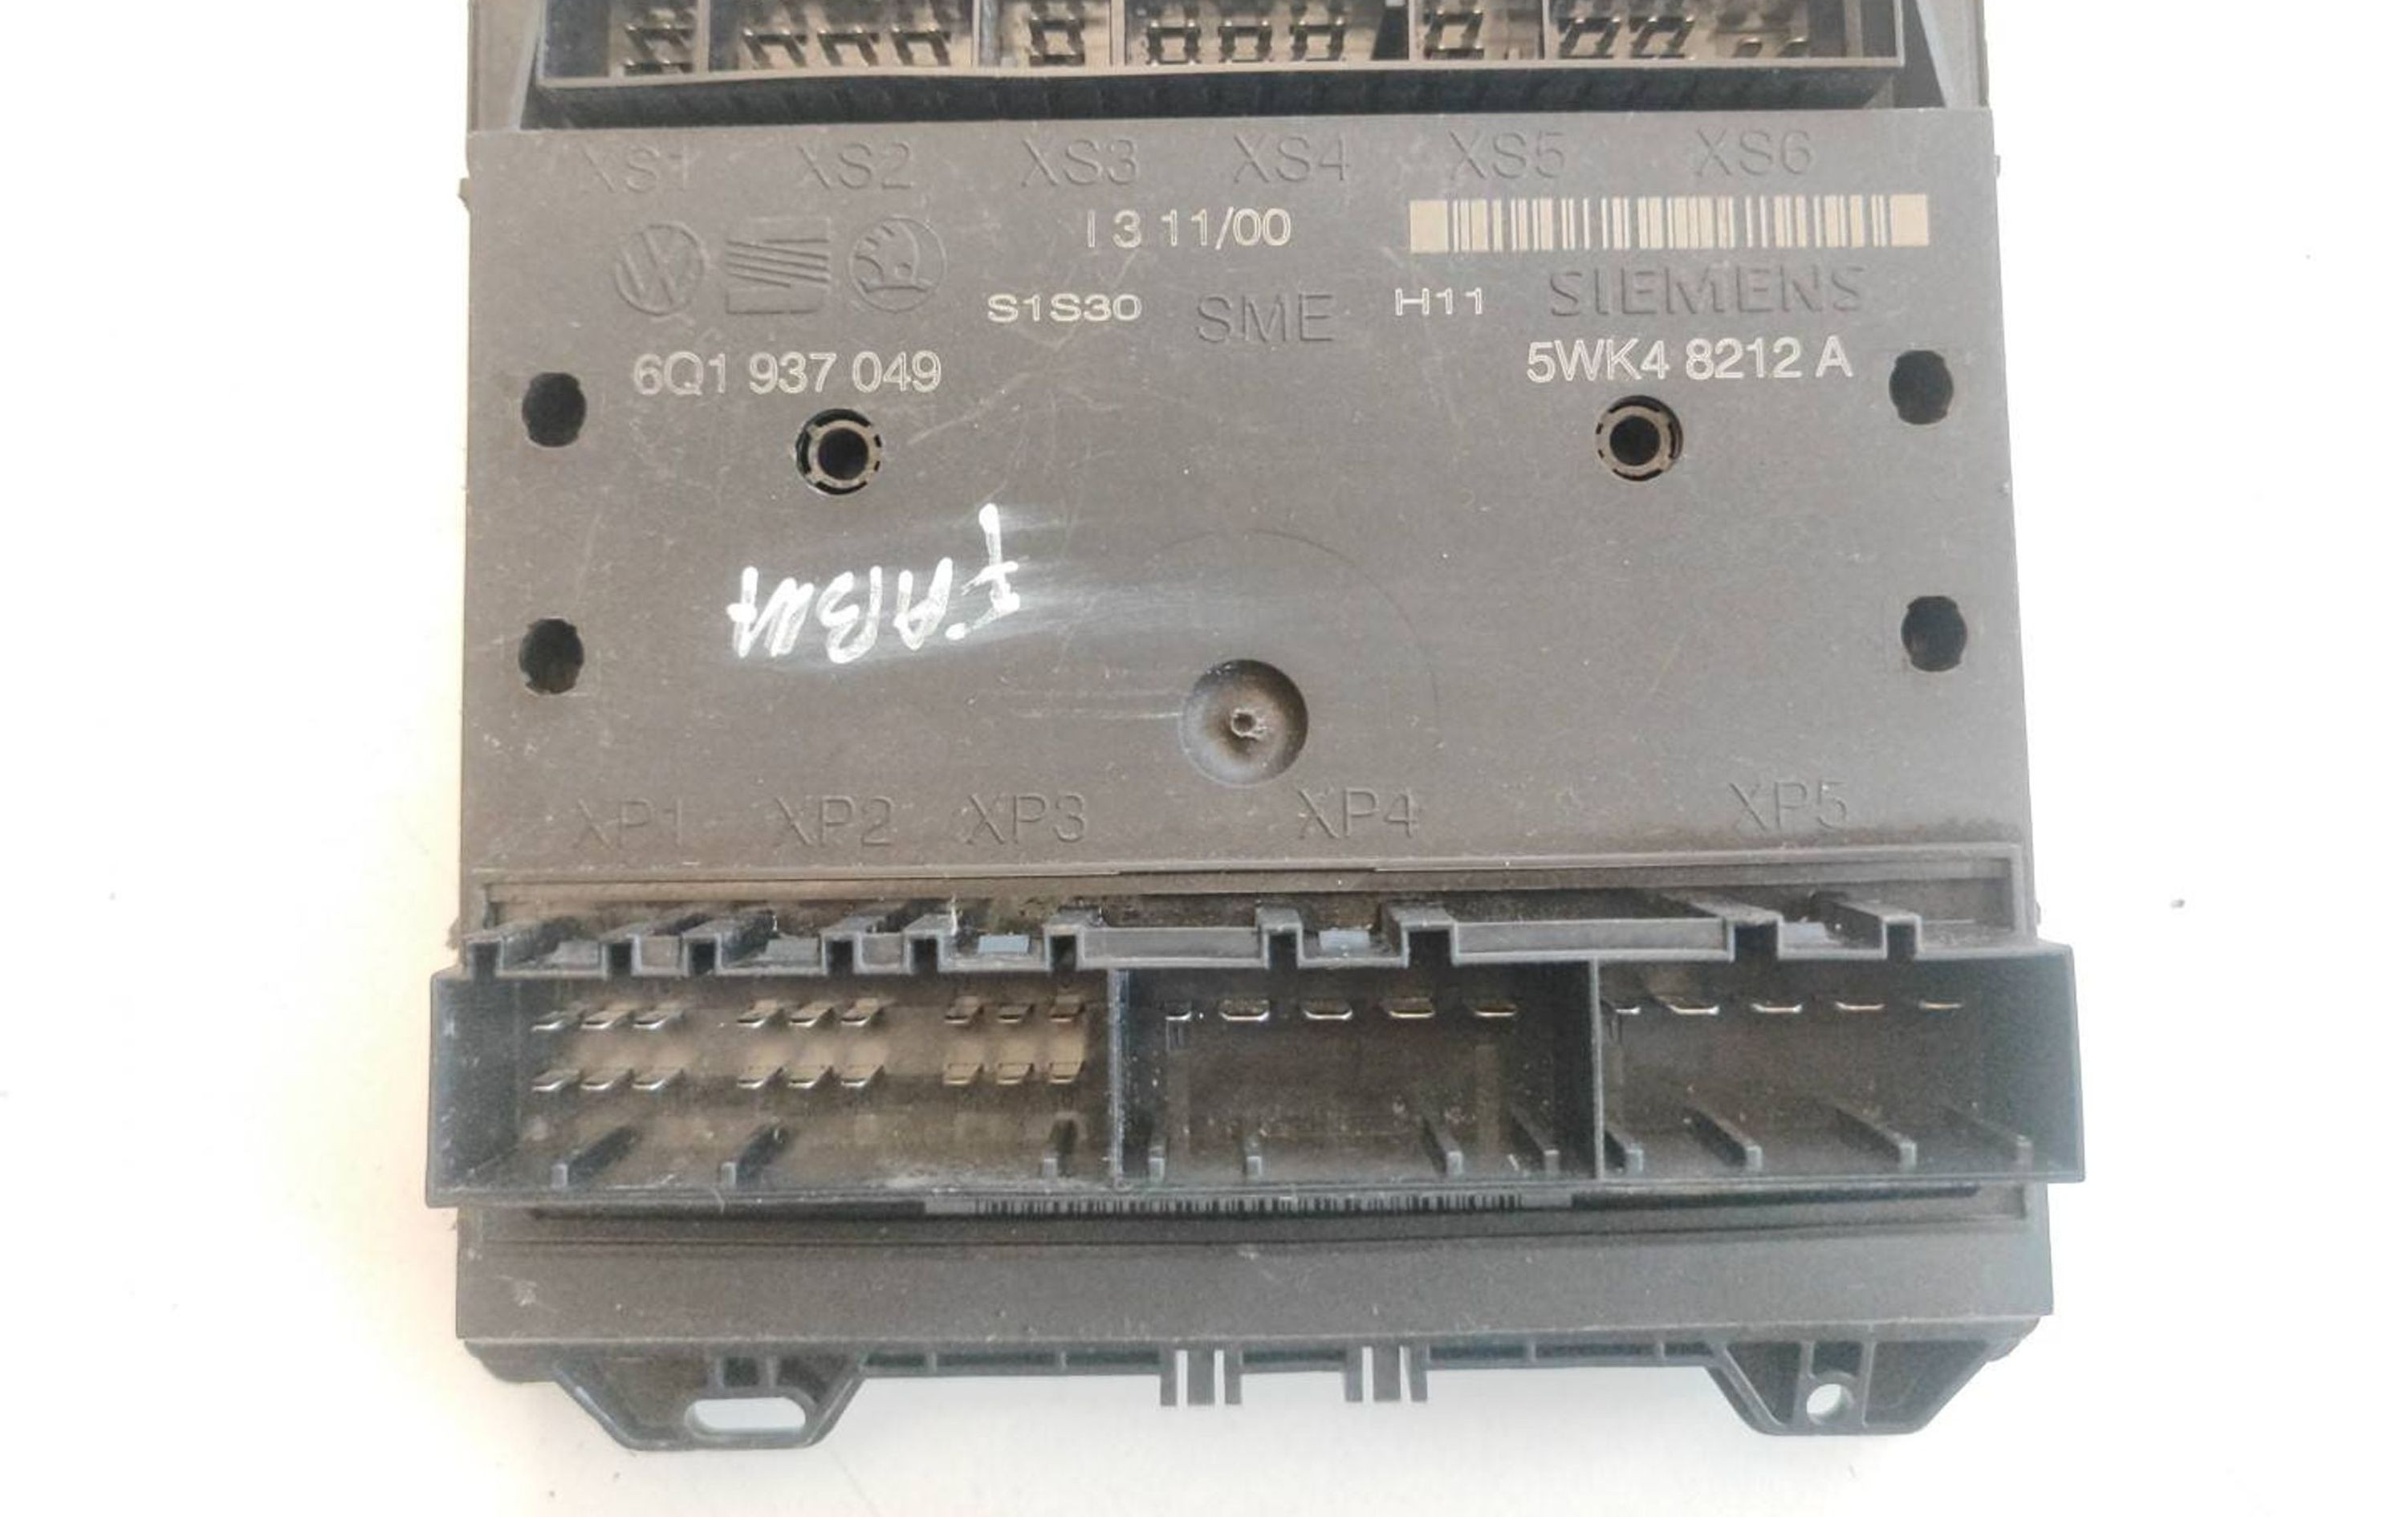 XS1 XS2 XS3 XS4 XS5 XS6
I 3 11/00
S1S30 SME H11 SIEMENS
6Q1 937 049 5WK4 8212 A
FABIA
XP1 XP2 XP3 XP4 XP5